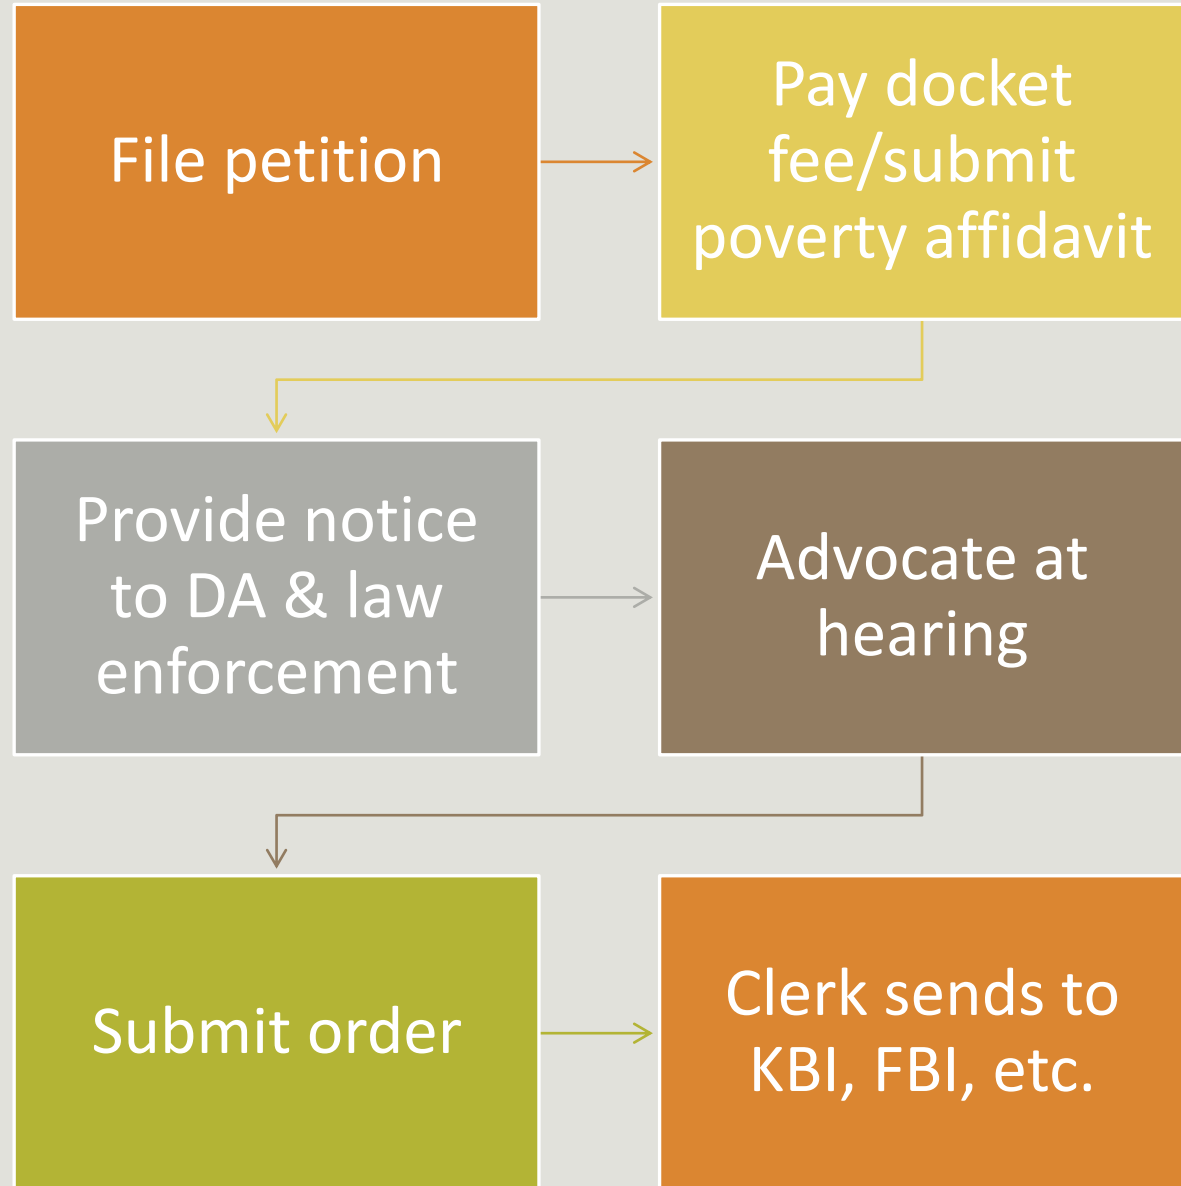 File petition
Pay docket
fee/submit
poverty affidavit
Provide notice
to DA & law
enforcement
Advocate at
hearing
Submit order
Clerk sends to
KBI, FBI, etc.